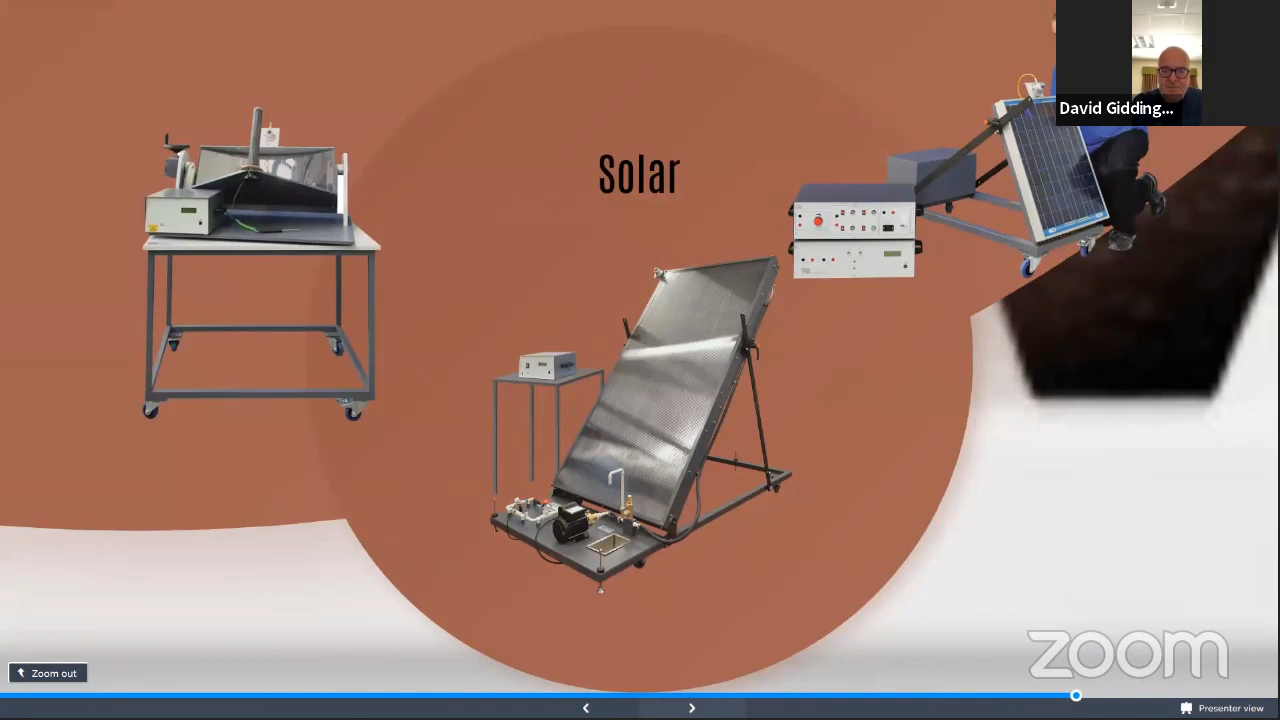 David Gidding...
Solar
Zoom out
zoom
Presenter view